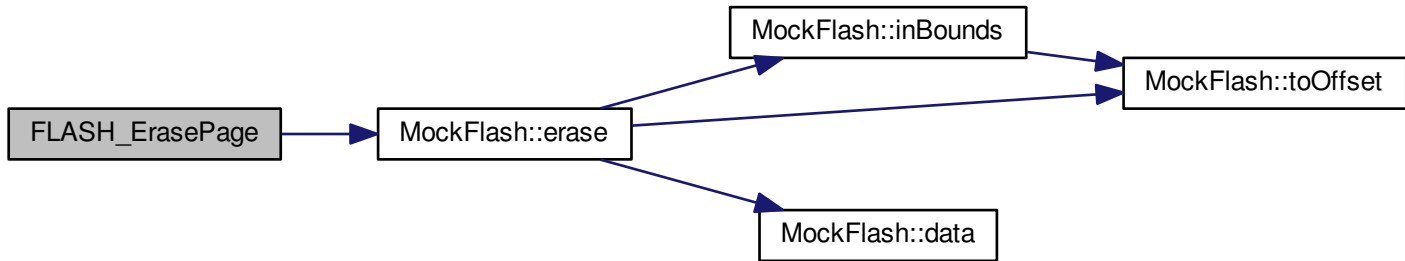 FLASH_ErasePage
MockFlash::erase
MockFlash::inBounds
MockFlash::toOffset
MockFlash::data